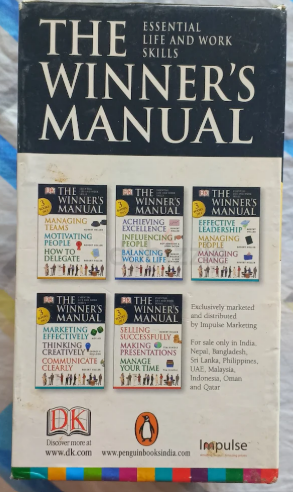 THE ESSENTIAL
LIFE AND WORK
SKILLS
WINNER'S
MANUAL
THE
WINNER'S
MANUAL
MANAGING
TEAMS
MOTIVATING
PEOPLE
HOW TO
DELEGATE
THE
WINNER'S
MANUAL
ACHIEVING
EXCELLENCE
INFLUENCING
PEOPLE
BALANCING
WORK & LIFE
THE
WINNER'S
MANUAL
EFFECTIVE
LEADERSHIP
MANAGING
PEOPLE
MANAGING
CHANGE
THE
WINNER'S
MANUAL
MARKETING
EFFECTIVELY
THINKING
CREATIVELY
COMMUNICATE
CLEARLY
THE
WINNER'S
MANUAL
SELLING
SUCCESSFULLY
MAKING
PRESENTATIONS
MANAGE
YOUR TIME
Exclusively marketed
and distributed
by Impulse Marketing
For sale only in India.
Nepal, Bangladesh,
Sri Lanka, Philippines,
UAE, Malaysia,
Indonesia, Oman
and Qatar
DK
Discover more at
www.dk.com
www.penguinbooksindia.com
Impulse